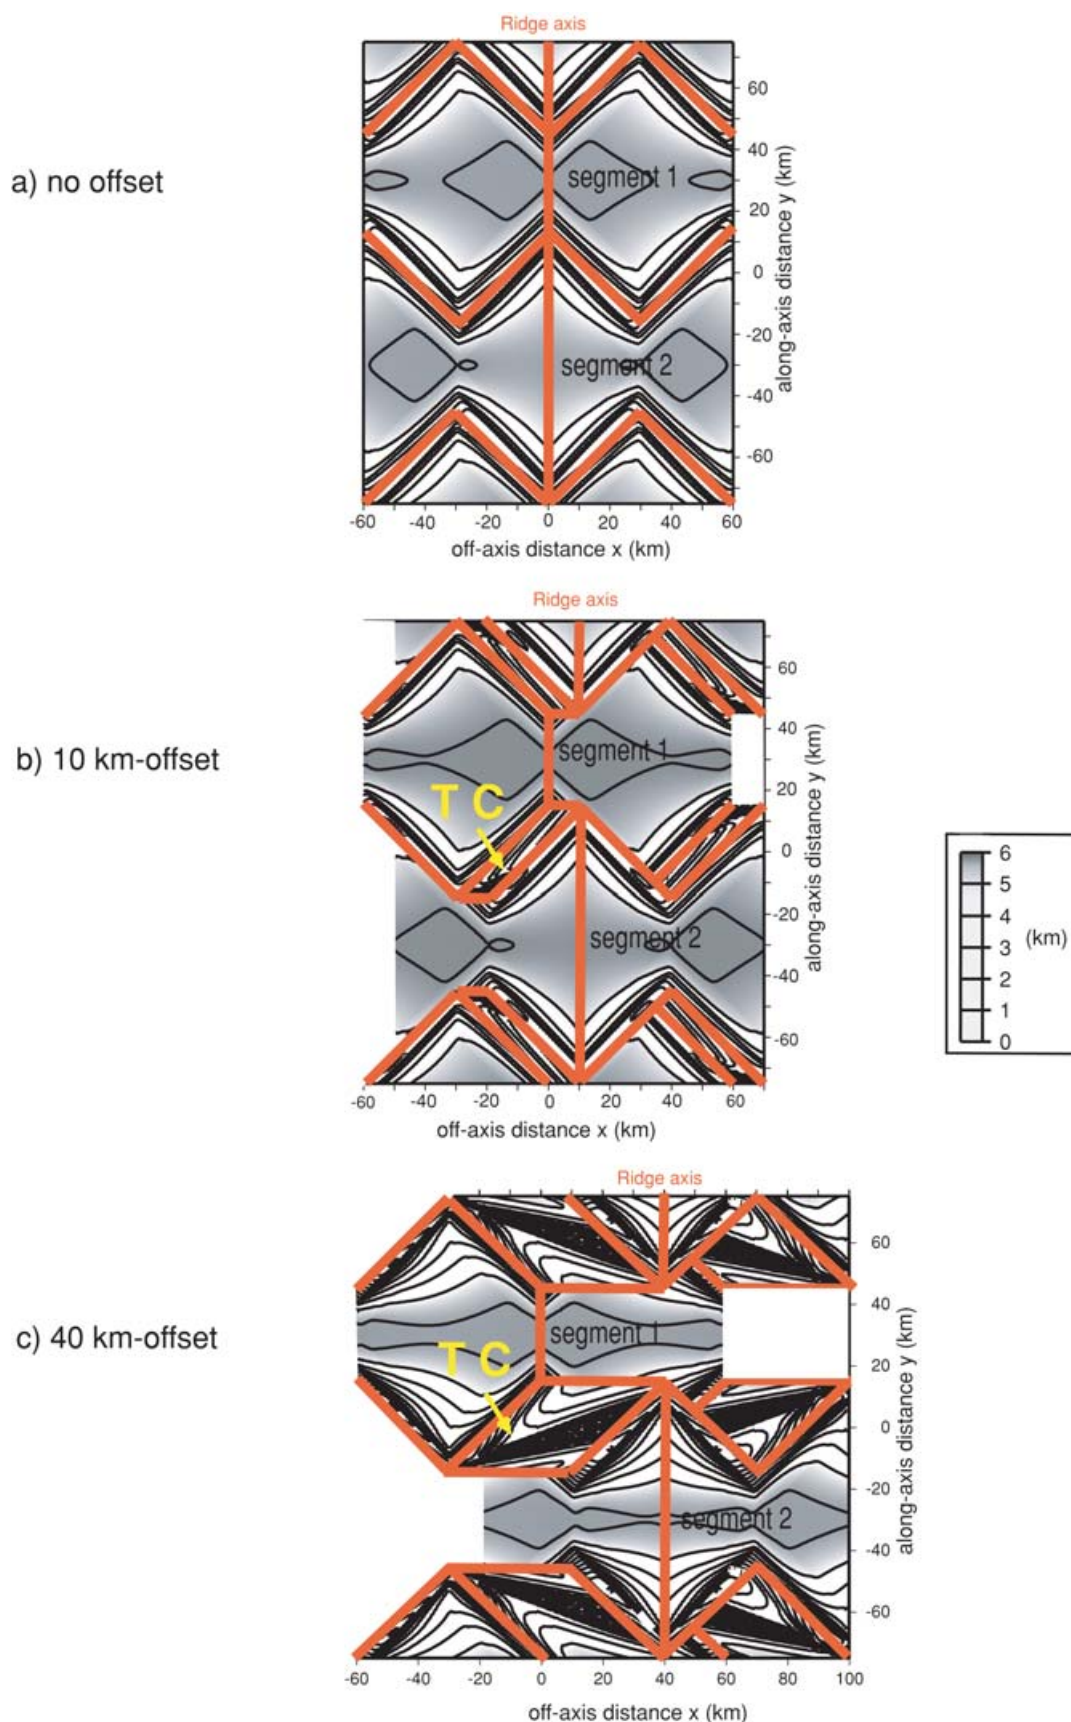 Ridge axis
a) no offset
segment 1
segment 2
60
40
20
0
-20
-40
-60
along-axis distance y (km)
-60 -40 -20 0 20 40 60
off-axis distance x (km)
Ridge axis
b) 10 km-offset
segment 1
T C
segment 2
60
40
20
0
-20
-40
-60
along-axis distance y (km)
-60 -40 -20 0 20 40 60
off-axis distance x (km)
6
5
4
3
2
1
0
(km)
Ridge axis
c) 40 km-offset
segment 1
T C
segment 2
60
40
20
0
-20
-40
-60
along-axis distance y (km)
-60 -40 -20 0 20 40 60 80 100
off-axis distance x (km)